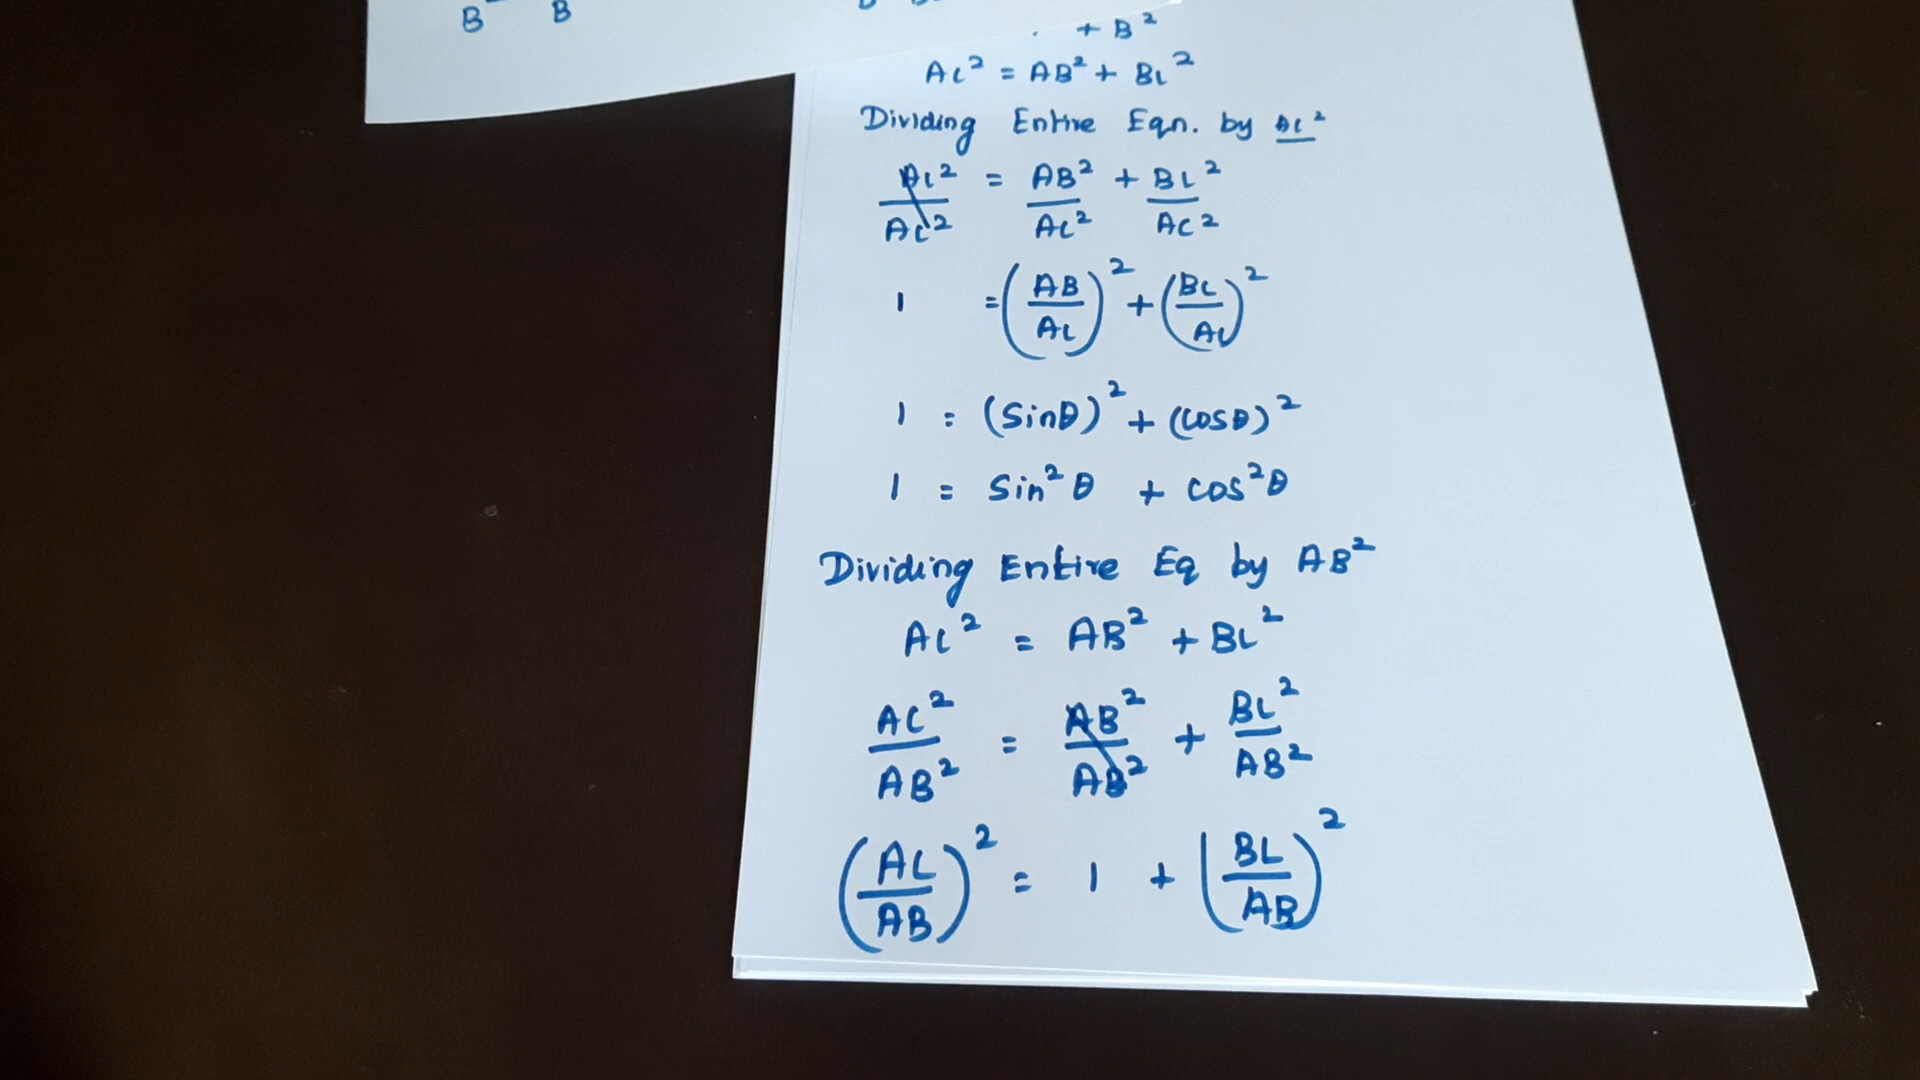 B B
+ B²
AC² = AB² + BC²
Dividing Entire Eqn. by AC²
AC²/AC² = AB²/AC² + BC²/AC²
1 = (AB/AC)² + (BC/AC)²
1 = (Sinθ)² + (cosθ)²
1 = Sin²θ + cos²θ
Dividing Entire Eq by AB²
AC² = AB² + BC²
AC²/AB² = AB²/AB² + BC²/AB²
(AC/AB)² = 1 + (BC/AB)²